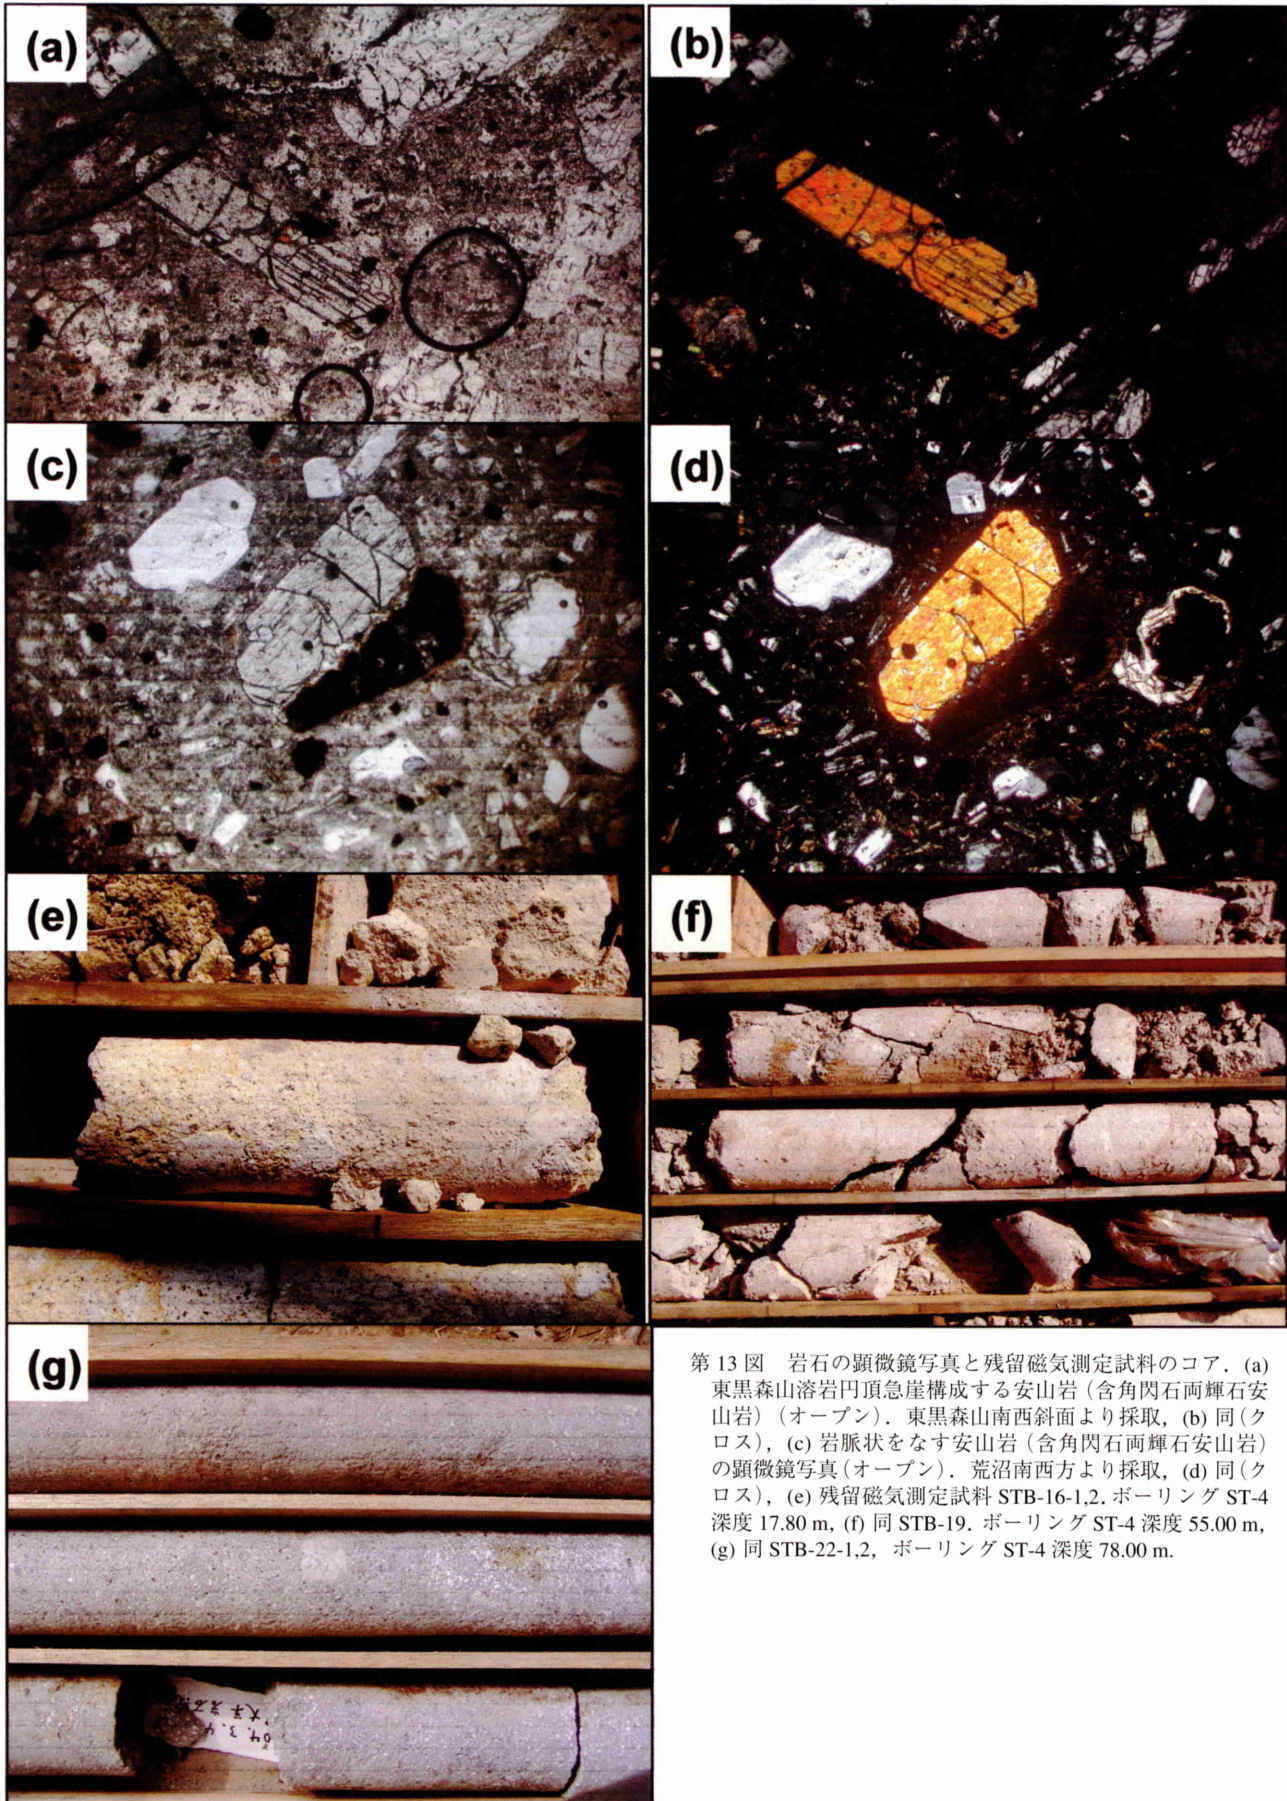 (a)
(b)
(c)
(d)
(e)
(f)
(g)
04.3.4
第 13 図 岩石の顕微鏡写真と残留磁気測定試料のコア．(a)
東黒森山溶岩円頂急崖構成する安山岩（含角閃石両輝石安
山岩）（オープン）．東黒森山南西斜面より採取，(b) 同（ク
ロス），(c) 岩脈状をなす安山岩（含角閃石両輝石安山岩）
の顕微鏡写真（オープン）．荒沼南西方より採取，(d) 同（ク
ロス），(e) 残留磁気測定試料 STB-16-1,2．ボーリング ST-4
深度 17.80 m, (f) 同 STB-19．ボーリング ST-4 深度 55.00 m,
(g) 同 STB-22-1,2，ボーリング ST-4 深度 78.00 m.